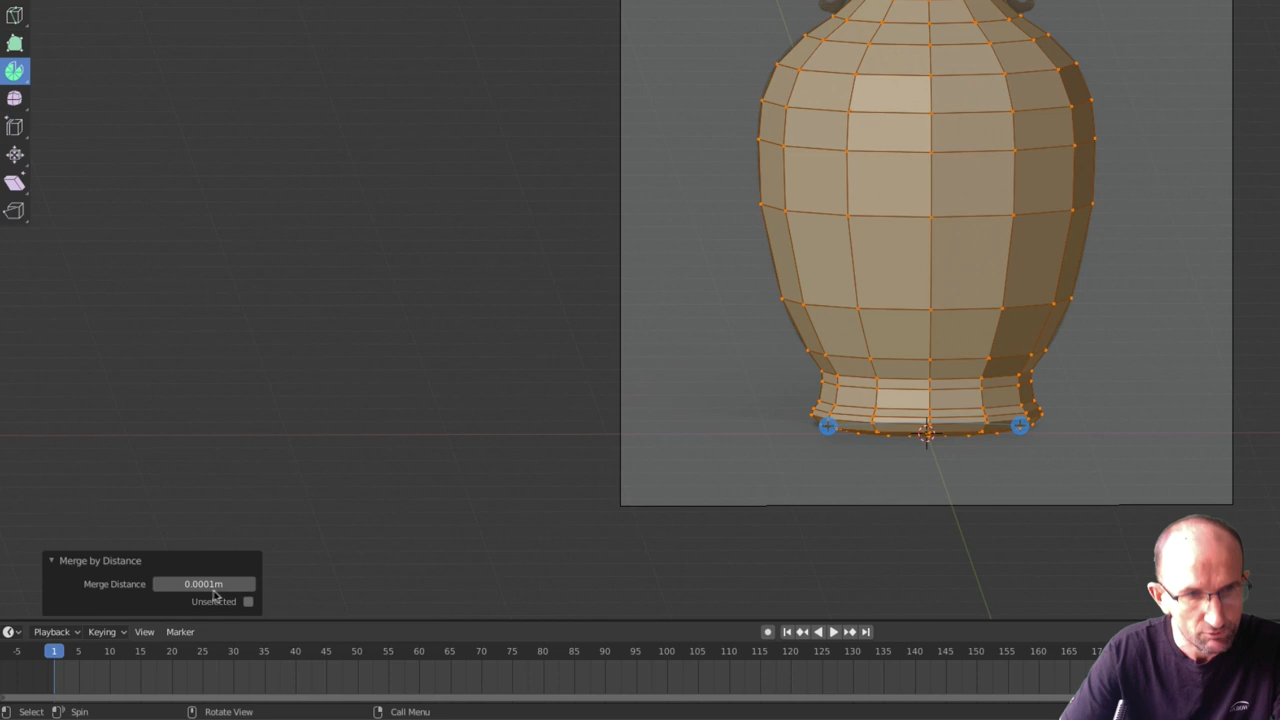 Merge by Distance
Merge Distance 0.0001m
Unselected
Playback Keying View Marker
-5 1 5 10 15 20 25 30 35 40 45 50 55 60 65 70 75 80 85 90 95 100 105 110 115 120 125 130 135 140 145 150 155 160 165
Select Spin Rotate View Call Menu